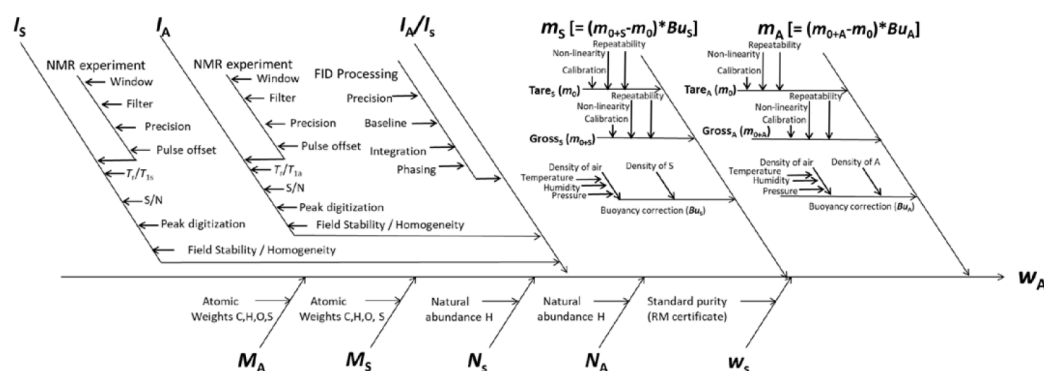 I_S
I_A
I_A/I_S
m_S [= (m_0+S-m_0)*Bu_S]
m_A [= (m_0+A-m_0)*Bu_A]
NMR experiment
Window
Filter
Precision
Pulse offset
T_r/T_1s
S/N
Peak digitization
Field Stability / Homogeneity
NMR experiment
Window
Filter
Precision
Pulse offset
T_r/T_1a
S/N
Peak digitization
Field Stability / Homogeneity
FID Processing
Precision
Baseline
Integration
Phasing
Repeatability
Non-linearity
Calibration
Tare_S (m_0)
Repeatability
Non-linearity
Calibration
Gross_S (m_0+S)
Density of air
Density of S
Temperature
Humidity
Pressure
Buoyancy correction (Bu_S)
Repeatability
Non-linearity
Calibration
Tare_A (m_0)
Repeatability
Non-linearity
Calibration
Gross_A (m_0+A)
Density of air
Density of A
Temperature
Humidity
Pressure
Buoyancy correction (Bu_A)
w_A
Atomic
Weights C,H,O,S
Atomic
Weights C,H,O, S
Natural
abundance H
Natural
abundance H
Standard purity
(RM certificate)
M_A
M_S
N_s
N_A
w_s